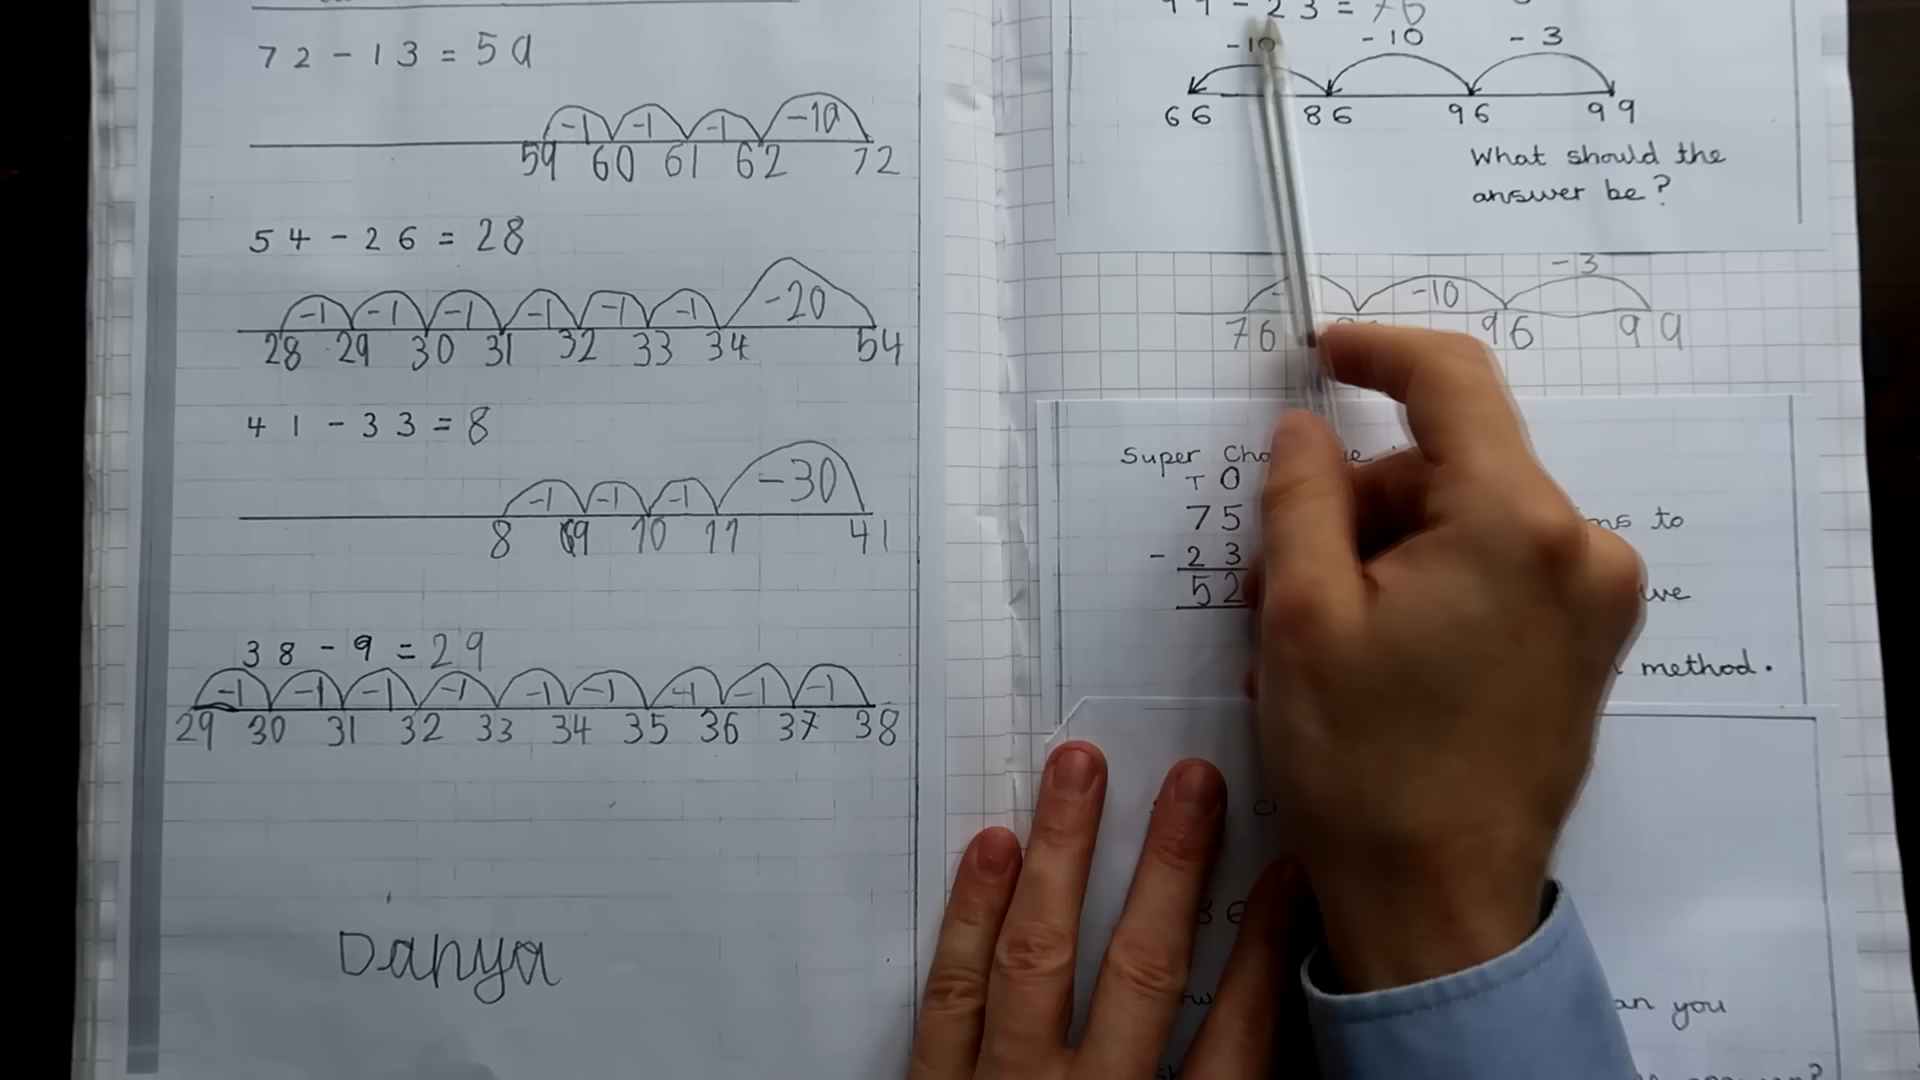 72 - 13 = 59
-1 -1 -1 -10
59 60 61 62 72
54 - 26 = 28
-1 -1 -1 -1 -1 -1 -20
28 29 30 31 32 33 34 54
41 - 33 = 8
-1 -1 -1 -30
8 9 10 11 41
38 - 9 = 29
-1 -1 -1 -1 -1 -1 -1 -1 -1
29 30 31 32 33 34 35 36 37 38
Danya
99 - 23 = 76
-10 -10 -3
66 86 96 99
What should the
answer be?
-10 -3
76 96 99
Super
T O
75
- 23
52
to
method.
you